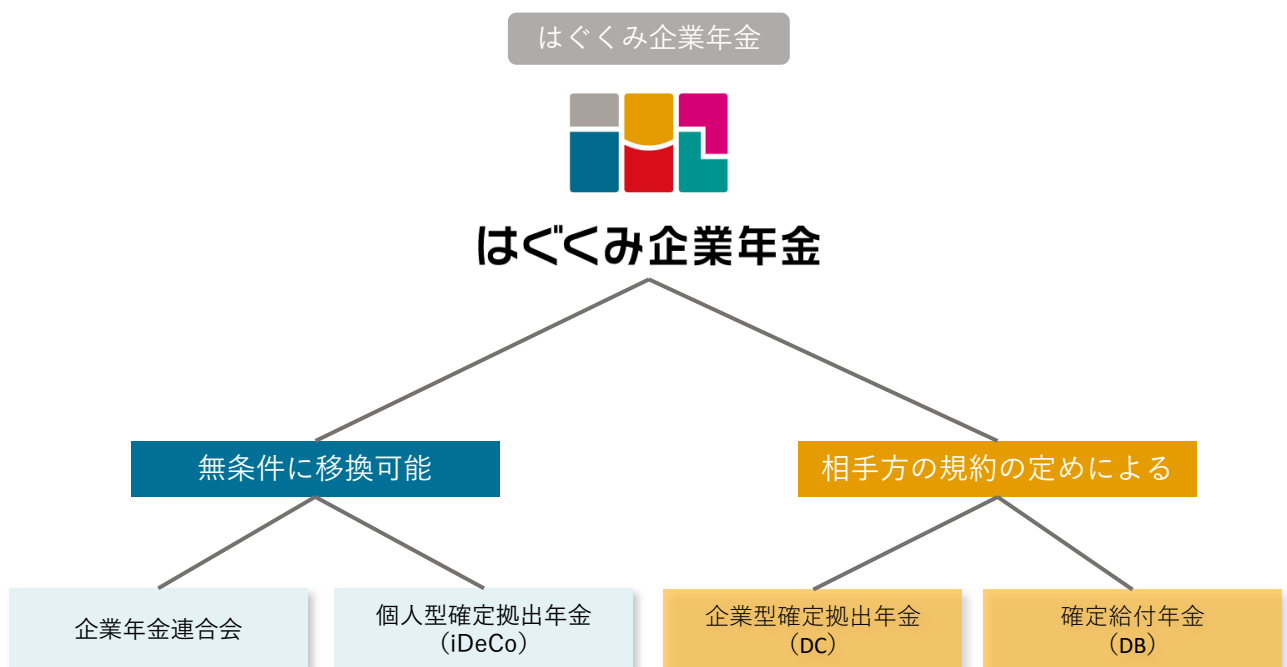 はぐくみ企業年金
はぐくみ企業年金
無条件に移換可能
相手方の規約の定めによる
企業年金連合会
個人型確定拠出年金
（iDeCo）
企業型確定拠出年金
（DC）
確定給付年金
（DB）